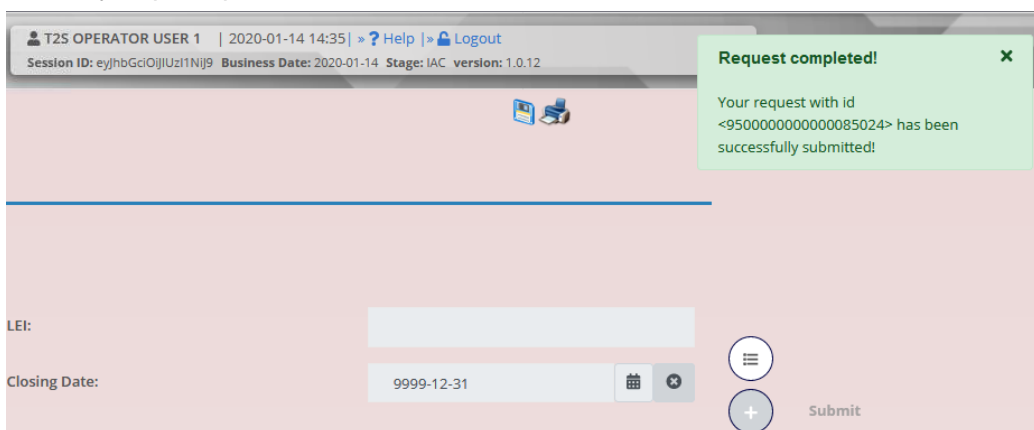 T2S OPERATOR USER 1 | 2020-01-14 14:35| » ? Help |» Logout
Session ID: eyJhbGciOiJIUzI1NiJ9 Business Date: 2020-01-14 Stage: IAC version: 1.0.12
Request completed!
Your request with id
<9500000000000085024> has been
successfully submitted!
LEI:
Closing Date:
9999-12-31
Submit